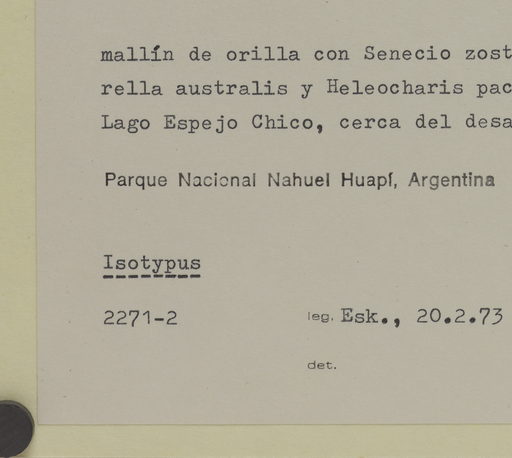 mallín de orilla con Senecio zost
rella australis y Heleocharis pac
Lago Espejo Chico, cerca del desa
Parque Nacional Nahuel Huapí, Argentina
Isotypus
2271-2
leg. Esk., 20.2.73
det.